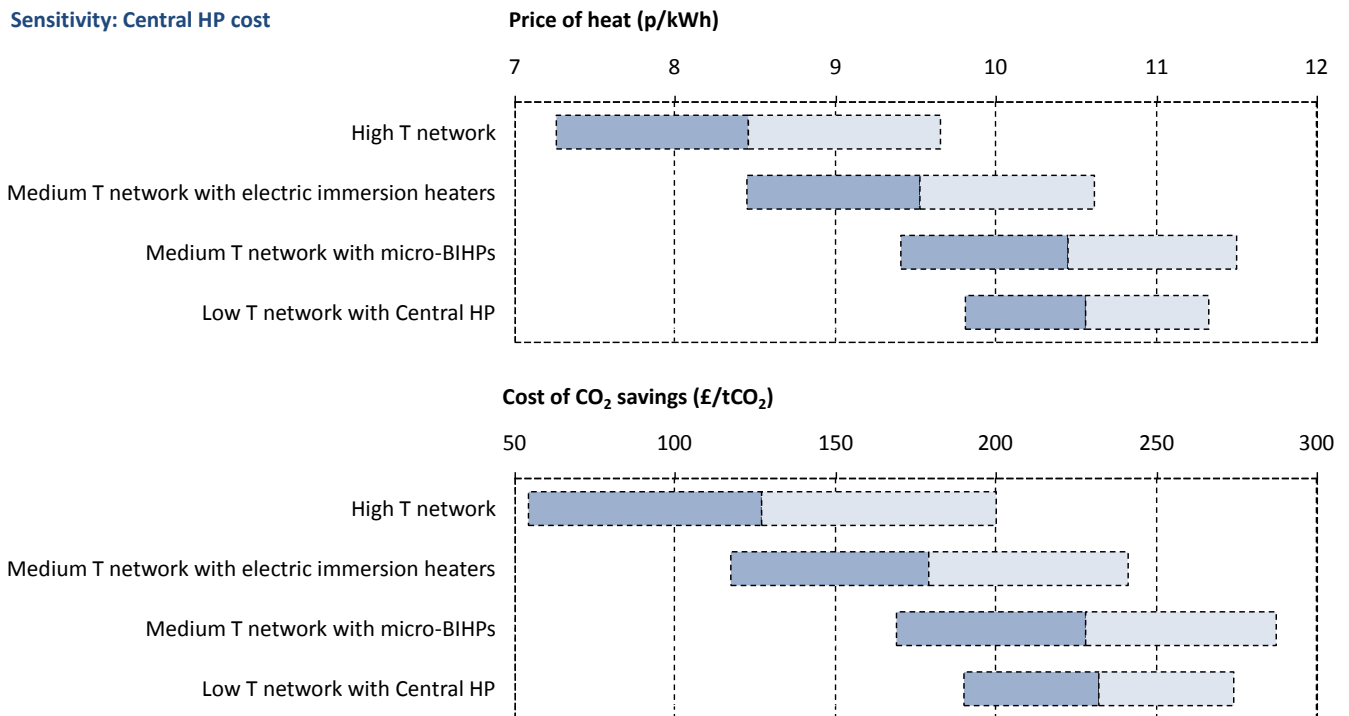 Sensitivity: Central HP cost
Price of heat (p/kWh)
7 8 9 10 11 12
High T network
Medium T network with electric immersion heaters
Medium T network with micro-BIHPs
Low T network with Central HP
Cost of CO₂ savings (£/tCO₂)
50 100 150 200 250 300
High T network
Medium T network with electric immersion heaters
Medium T network with micro-BIHPs
Low T network with Central HP